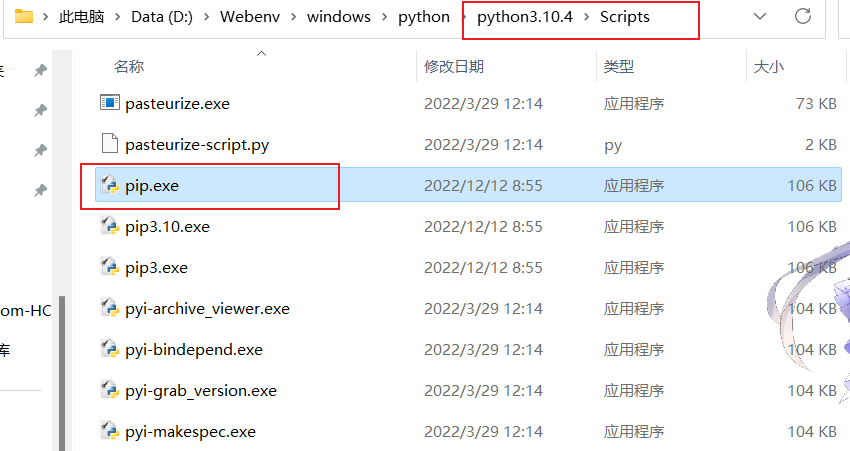 此电脑 > Data (D:) > Webenv > windows > python > python3.10.4 > Scripts
名称 修改日期 类型 大小
pasteurize.exe 2022/3/29 12:14 应用程序 73 KB
pasteurize-script.py 2022/3/29 12:14 py 2 KB
pip.exe 2022/12/12 8:55 应用程序 106 KB
pip3.10.exe 2022/12/12 8:55 应用程序 106 KB
pip3.exe 2022/12/12 8:55 应用程序 106 KB
om-HC pyi-archive_viewer.exe 2022/3/29 12:14 应用程序 104 KB
库 pyi-bindepend.exe 2022/3/29 12:14 应用程序 104 KB
pyi-grab_version.exe 2022/3/29 12:14 应用程序 104 KB
pyi-makespec.exe 2022/3/29 12:14 应用程序 104 KB